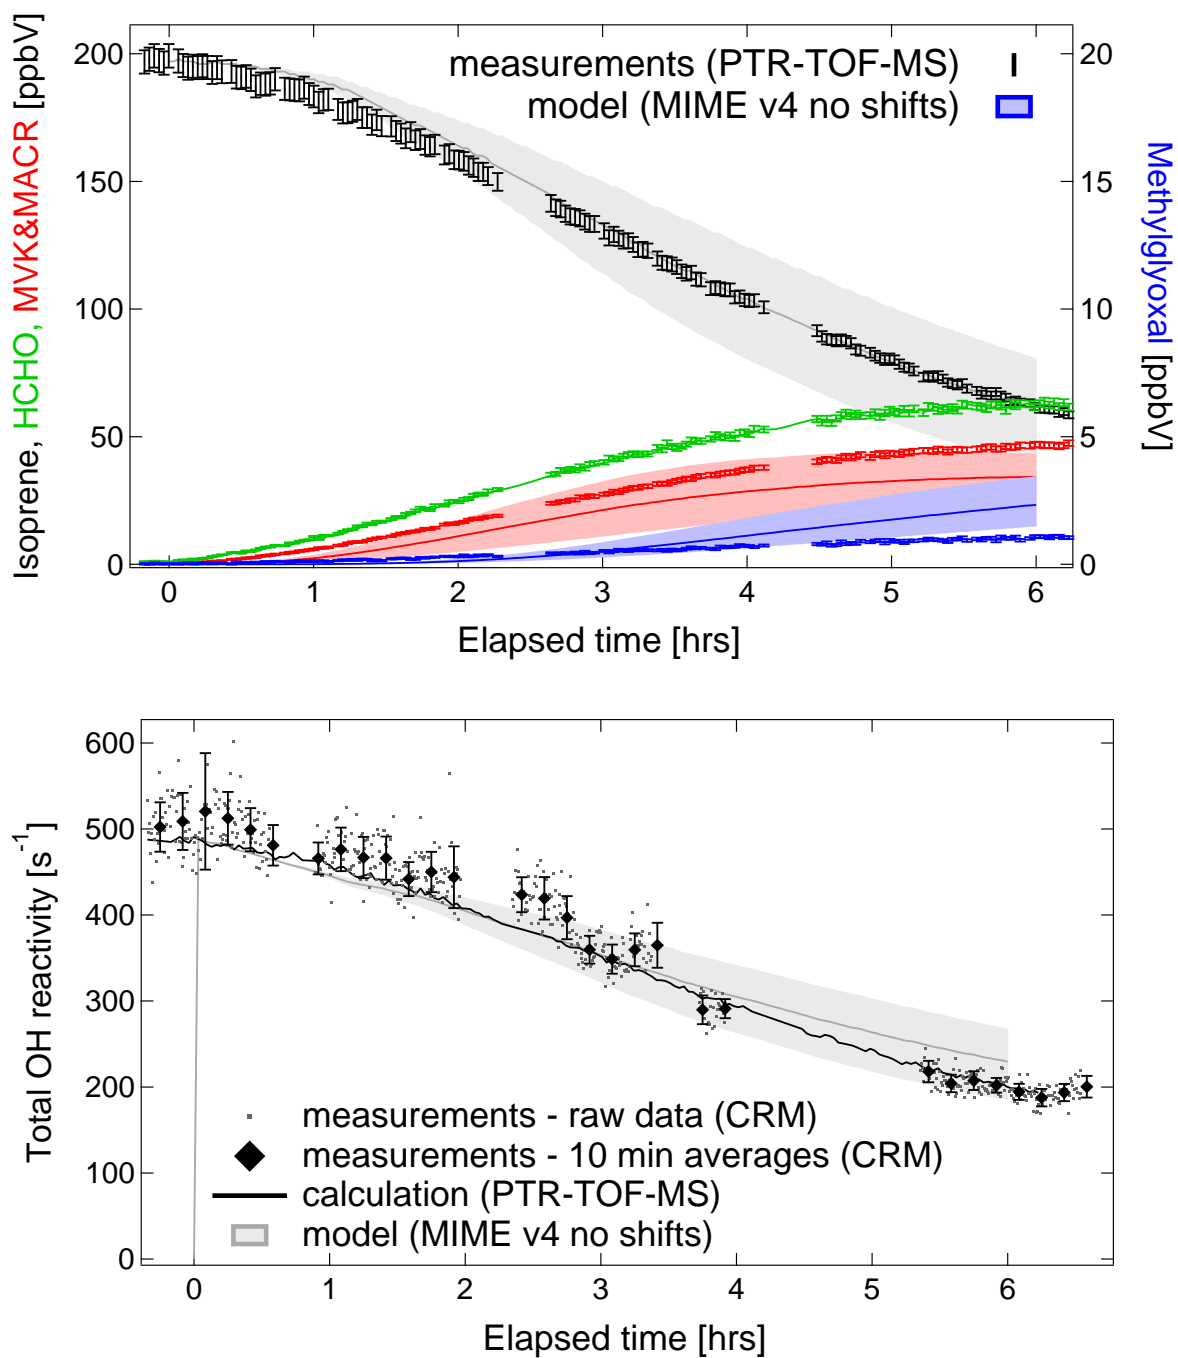 Isoprene, HCHO, MVK&MACR [ppbV]
200
150
100
50
0
measurements (PTR-TOF-MS)
model (MIME v4 no shifts)
20
15
10
5
0
Methylglyoxal [ppbV]
0 1 2 3 4 5 6
Elapsed time [hrs]
Total OH reactivity [s⁻¹]
600
500
400
300
200
100
0
measurements - raw data (CRM)
measurements - 10 min averages (CRM)
calculation (PTR-TOF-MS)
model (MIME v4 no shifts)
0 1 2 3 4 5 6
Elapsed time [hrs]